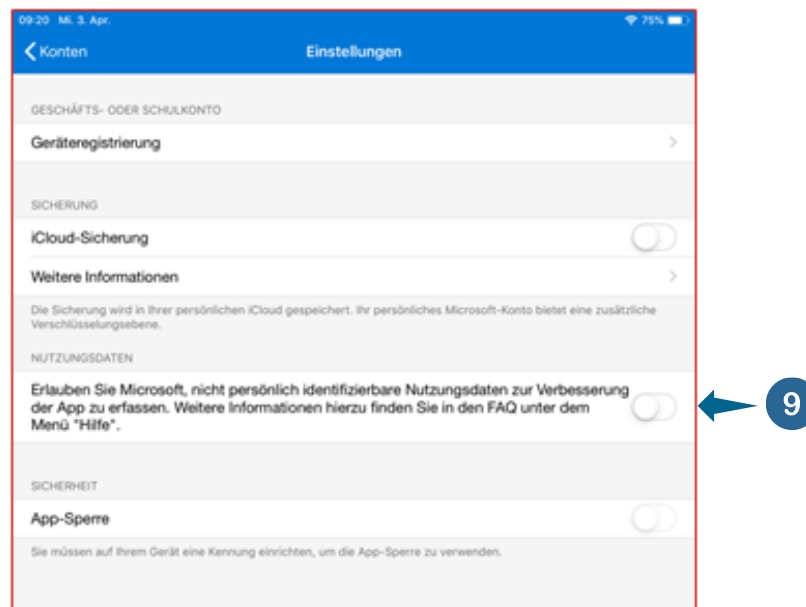 09:20 Mi. 3. Apr. 75%
Konten Einstellungen
GESCHÄFTS- ODER SCHULKONTO
Geräteregistrierung
SICHERUNG
iCloud-Sicherung
Weitere Informationen
Die Sicherung wird in Ihrer persönlichen iCloud gespeichert. Ihr persönliches Microsoft-Konto bietet eine zusätzliche
Verschlüsselungsebene.
NUTZUNGSDATEN
Erlauben Sie Microsoft, nicht persönlich identifizierbare Nutzungsdaten zur Verbesserung
der App zu erfassen. Weitere Informationen hierzu finden Sie in den FAQ unter dem
Menü "Hilfe".
9
SICHERHEIT
App-Sperre
Sie müssen auf Ihrem Gerät eine Kennung einrichten, um die App-Sperre zu verwenden.